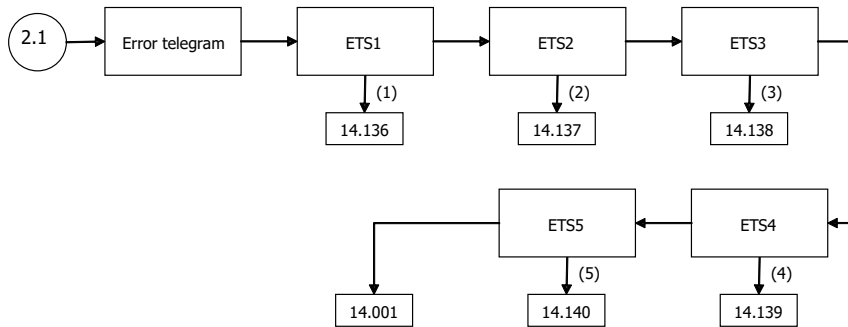 2.1
Error telegram
ETS1
ETS2
ETS3
(1)
(2)
(3)
14.136
14.137
14.138
ETS5
ETS4
(5)
(4)
14.001
14.140
14.139